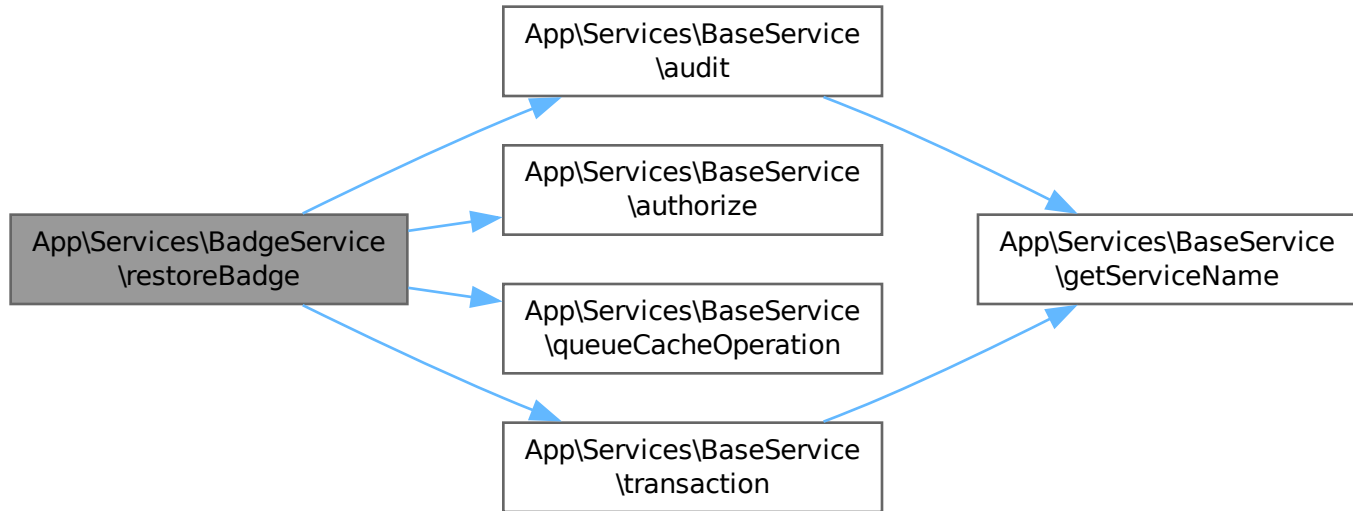 App\Services\BaseService
\audit
App\Services\BaseService
\authorize
App\Services\BadgeService
\restoreBadge
App\Services\BaseService
\getServiceName
App\Services\BaseService
\queueCacheOperation
App\Services\BaseService
\transaction